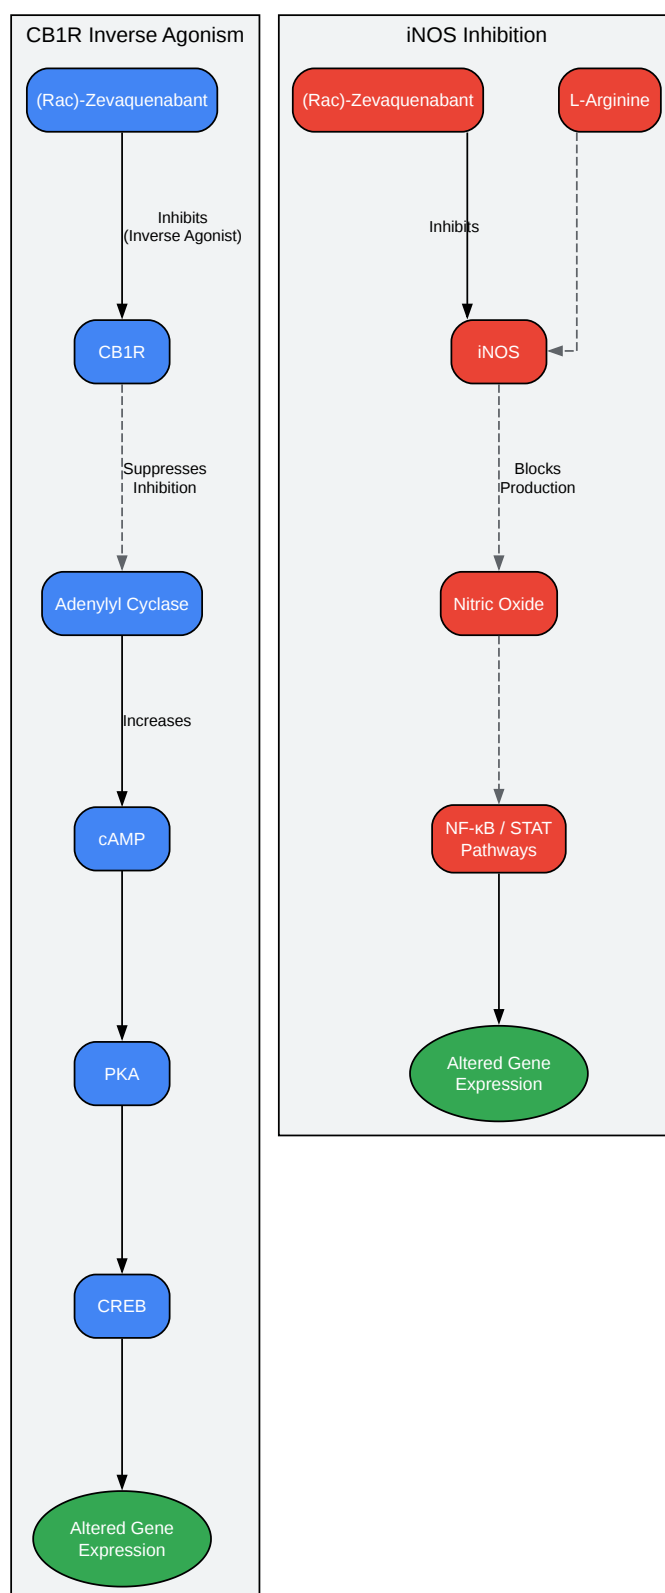 CB1R Inverse Agonism
(Rac)-Zevaquenabant
Inhibits
(Inverse Agonist)
CB1R
Suppresses
Inhibition
Adenylyl Cyclase
Increases
cAMP
PKA
CREB
Altered Gene
Expression
iNOS Inhibition
(Rac)-Zevaquenabant
L-Arginine
Inhibits
iNOS
Blocks
Production
Nitric Oxide
NF-κB / STAT
Pathways
Altered Gene
Expression